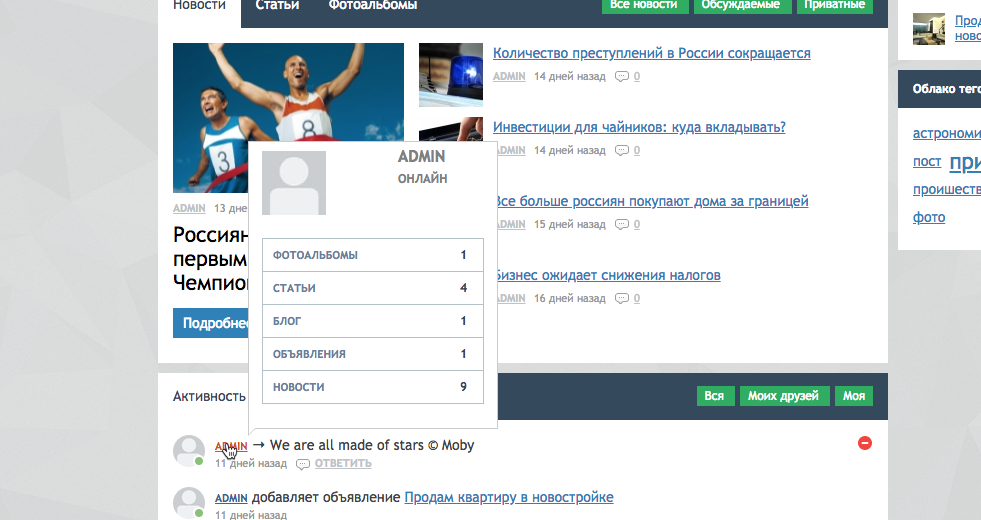 Новости Статьи Фотоальбомы Все новости Обсуждаемые Приватные
Количество преступлений в России сокращается
ADMIN 14 дней назад 0
Инвестиции для чайников: куда вкладывать?
ADMIN 14 дней назад 0
Все больше россиян покупают дома за границей
ADMIN 15 дней назад 0
Бизнес ожидает снижения налогов
ADMIN 16 дней назад 0
3
8
ADMIN 13 дне
Россиян
первым
Чемпио
Подробнее
ADMIN
ОНЛАЙН
ФОТОАЛЬБОМЫ 1
СТАТЬИ 4
БЛОГ 1
ОБЪЯВЛЕНИЯ 1
НОВОСТИ 9
Активность Вся Моих друзей Моя
ADMIN → We are all made of stars © Moby
11 дней назад ОТВЕТИТЬ
ADMIN добавляет объявление Продам квартиру в новостройке
11 дней назад
Прод
ново
Облако тего
астрономи
пост при
происшеств
фото